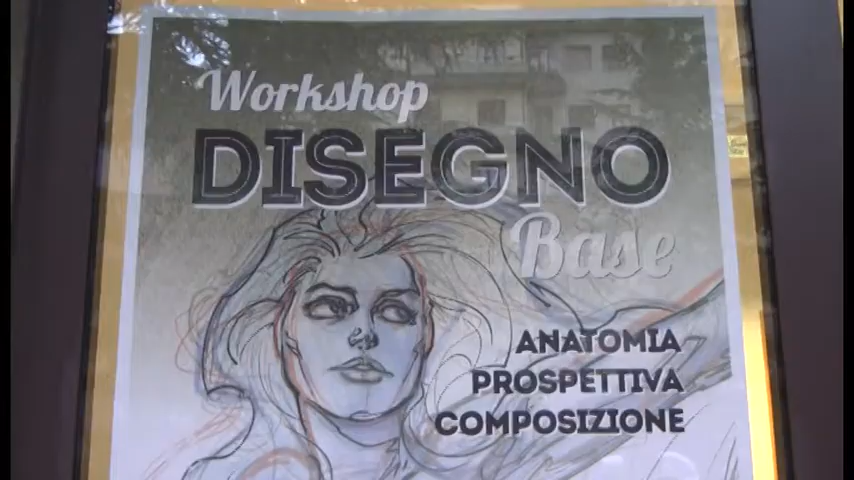 Workshop
DISEGNO
Base
ANATOMIA
PROSPETTIVA
COMPOSIZIONE